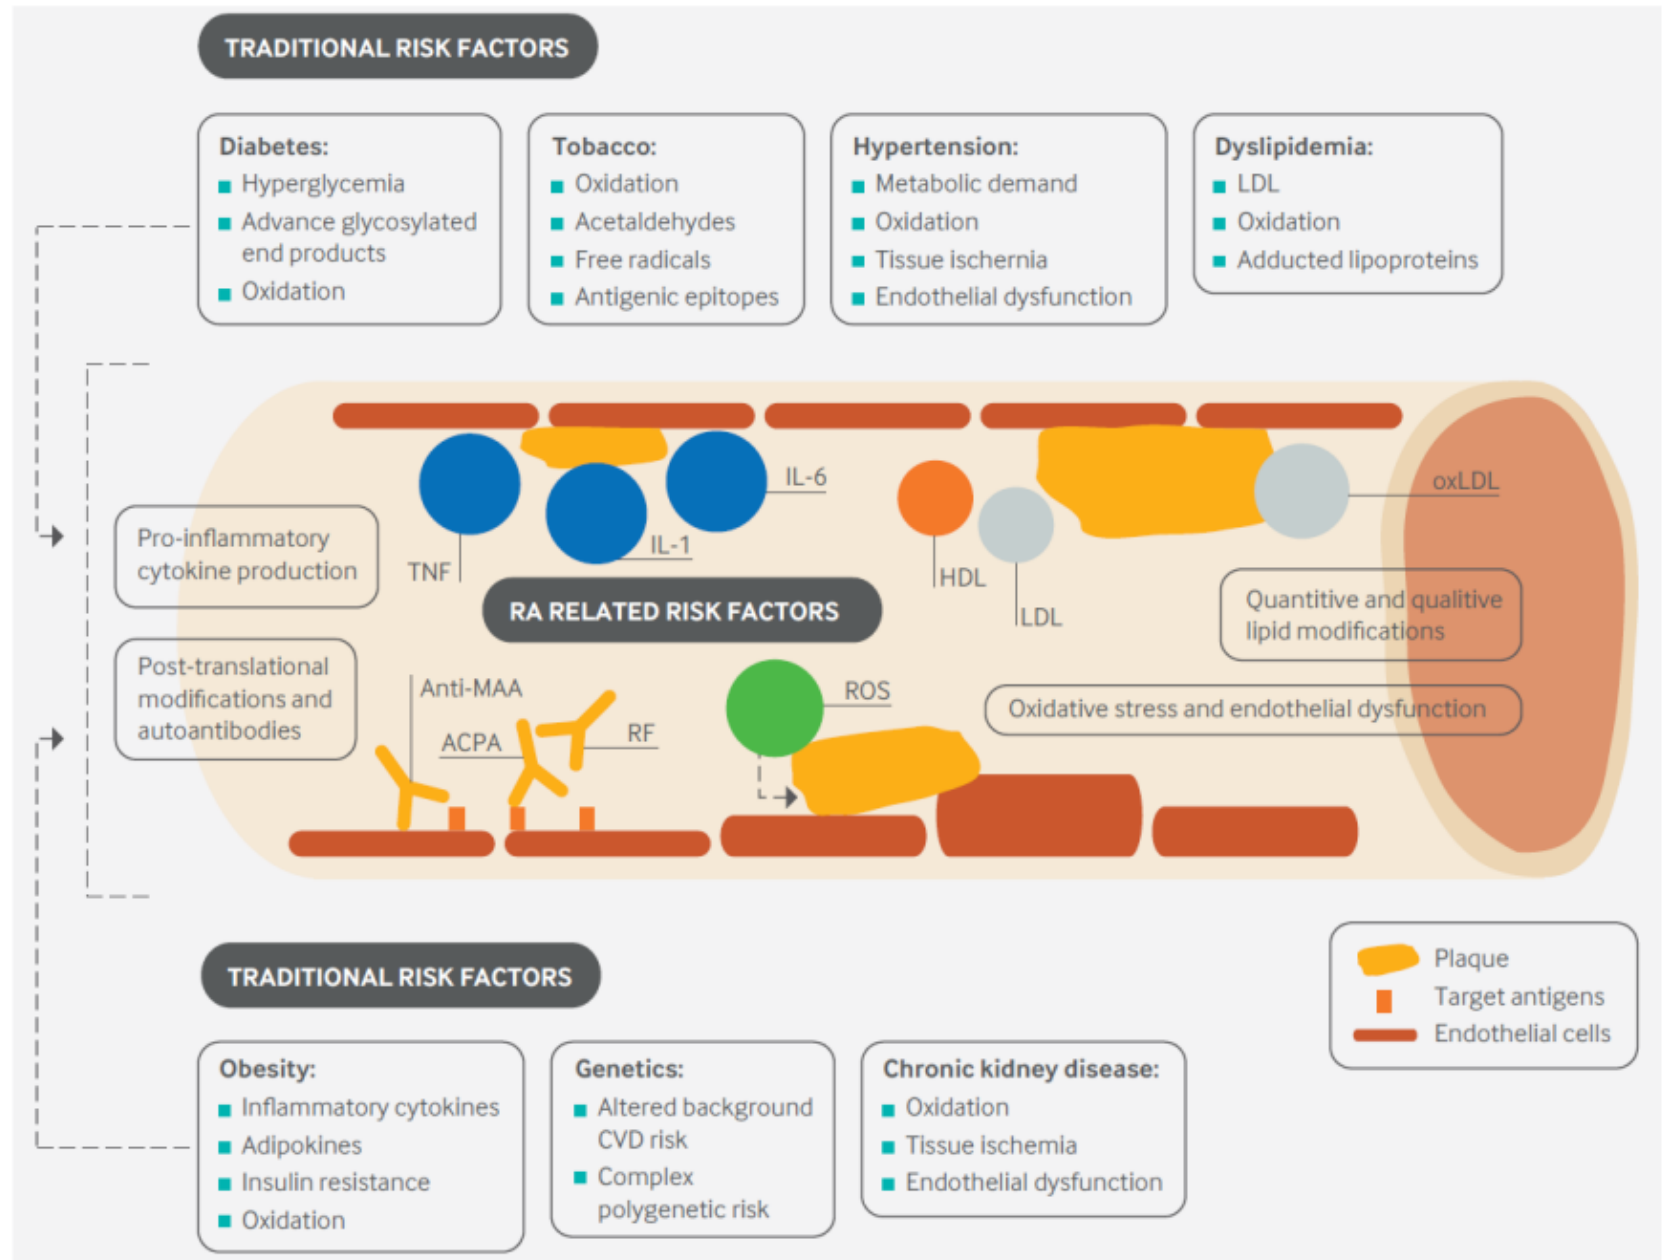 TRADITIONAL RISK FACTORS
Diabetes:
Hyperglycemia
Advance glycosylated
end products
Oxidation
Tobacco:
Oxidation
Acetaldehydes
Free radicals
Antigenic epitopes
Hypertension:
Metabolic demand
Oxidation
Tissue ischernia
Endothelial dysfunction
Dyslipidemia:
LDL
Oxidation
Adducted lipoproteins
Pro-inflammatory
cytokine production
TNF
IL-1
IL-6
HDL
LDL
oxLDL
RA RELATED RISK FACTORS
Quantitive and qualitive
lipid modifications
Post-translational
modifications and
autoantibodies
Anti-MAA
ACPA
RF
ROS
Oxidative stress and endothelial dysfunction
TRADITIONAL RISK FACTORS
Plaque
Target antigens
Endothelial cells
Obesity:
Inflammatory cytokines
Adipokines
Insulin resistance
Oxidation
Genetics:
Altered background
CVD risk
Complex
polygenetic risk
Chronic kidney disease:
Oxidation
Tissue ischemia
Endothelial dysfunction